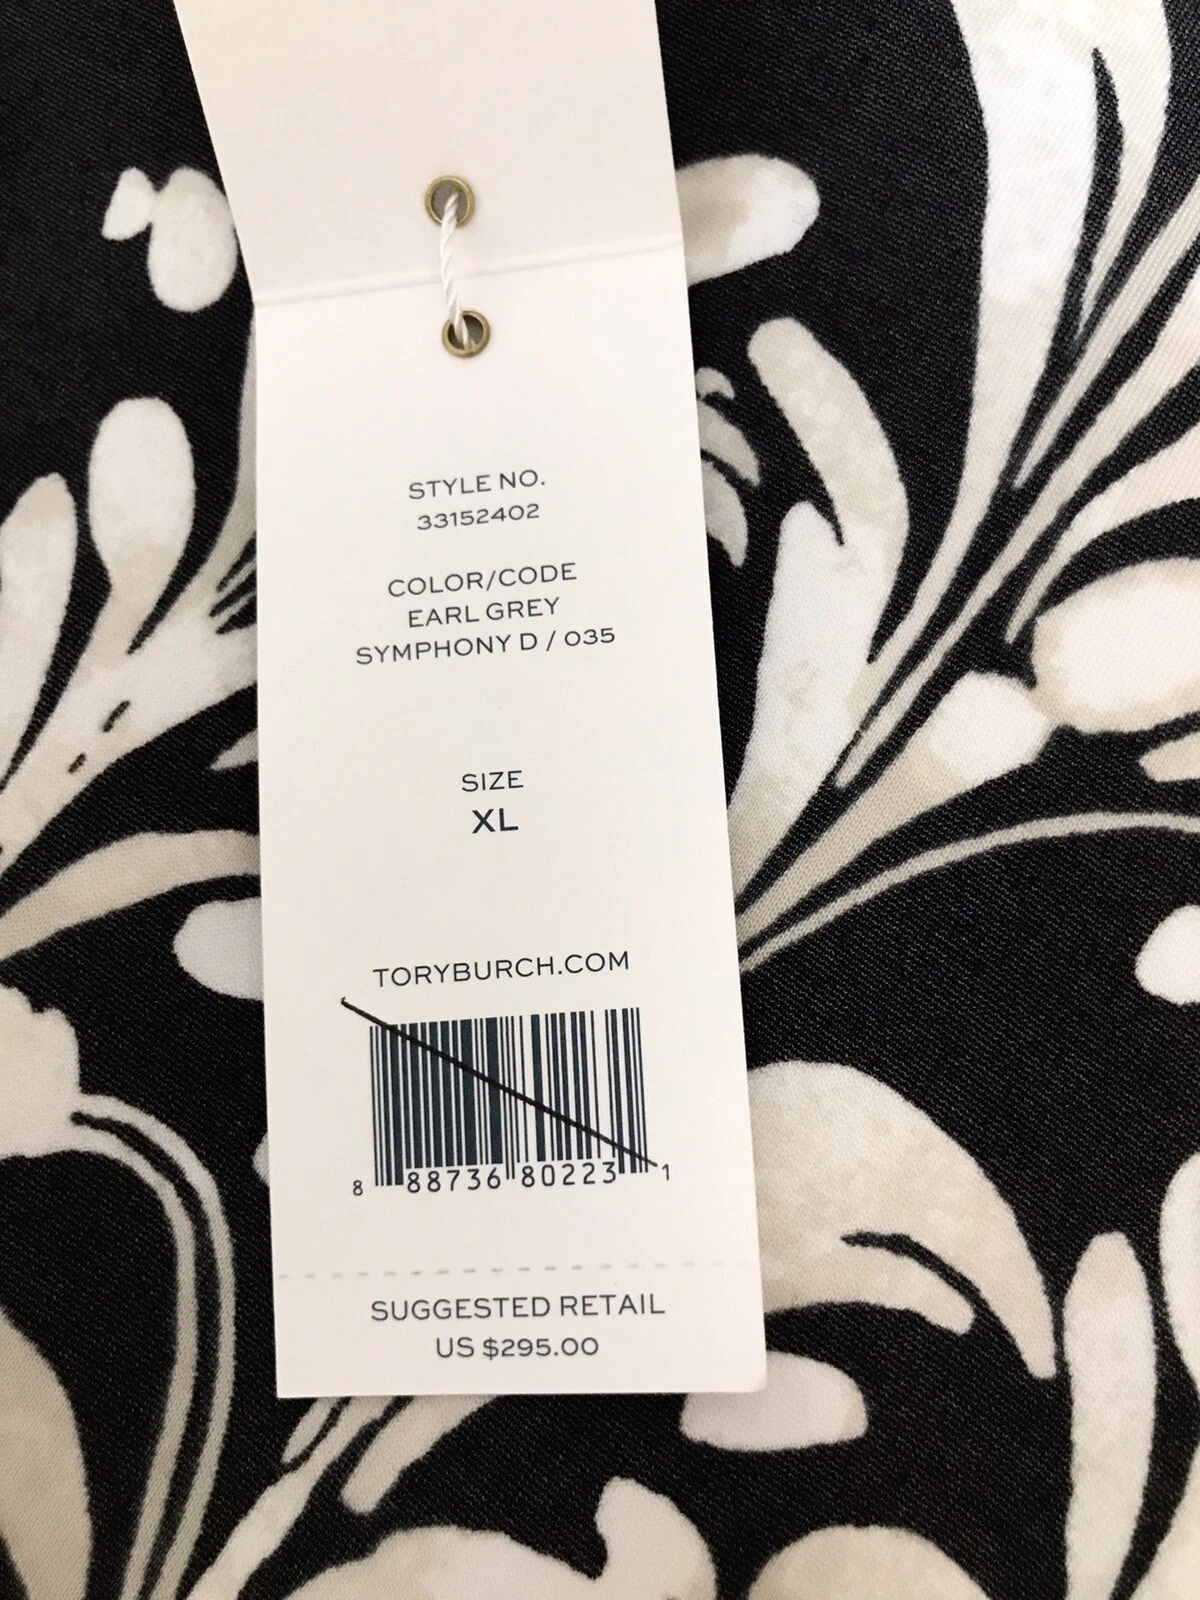 STYLE NO.
33152402
COLOR/CODE
EARL GREY
SYMPHONY D / 035
SIZE
XL
TORYBURCH.COM
8 88736 80223 1
SUGGESTED RETAIL
US $295.00